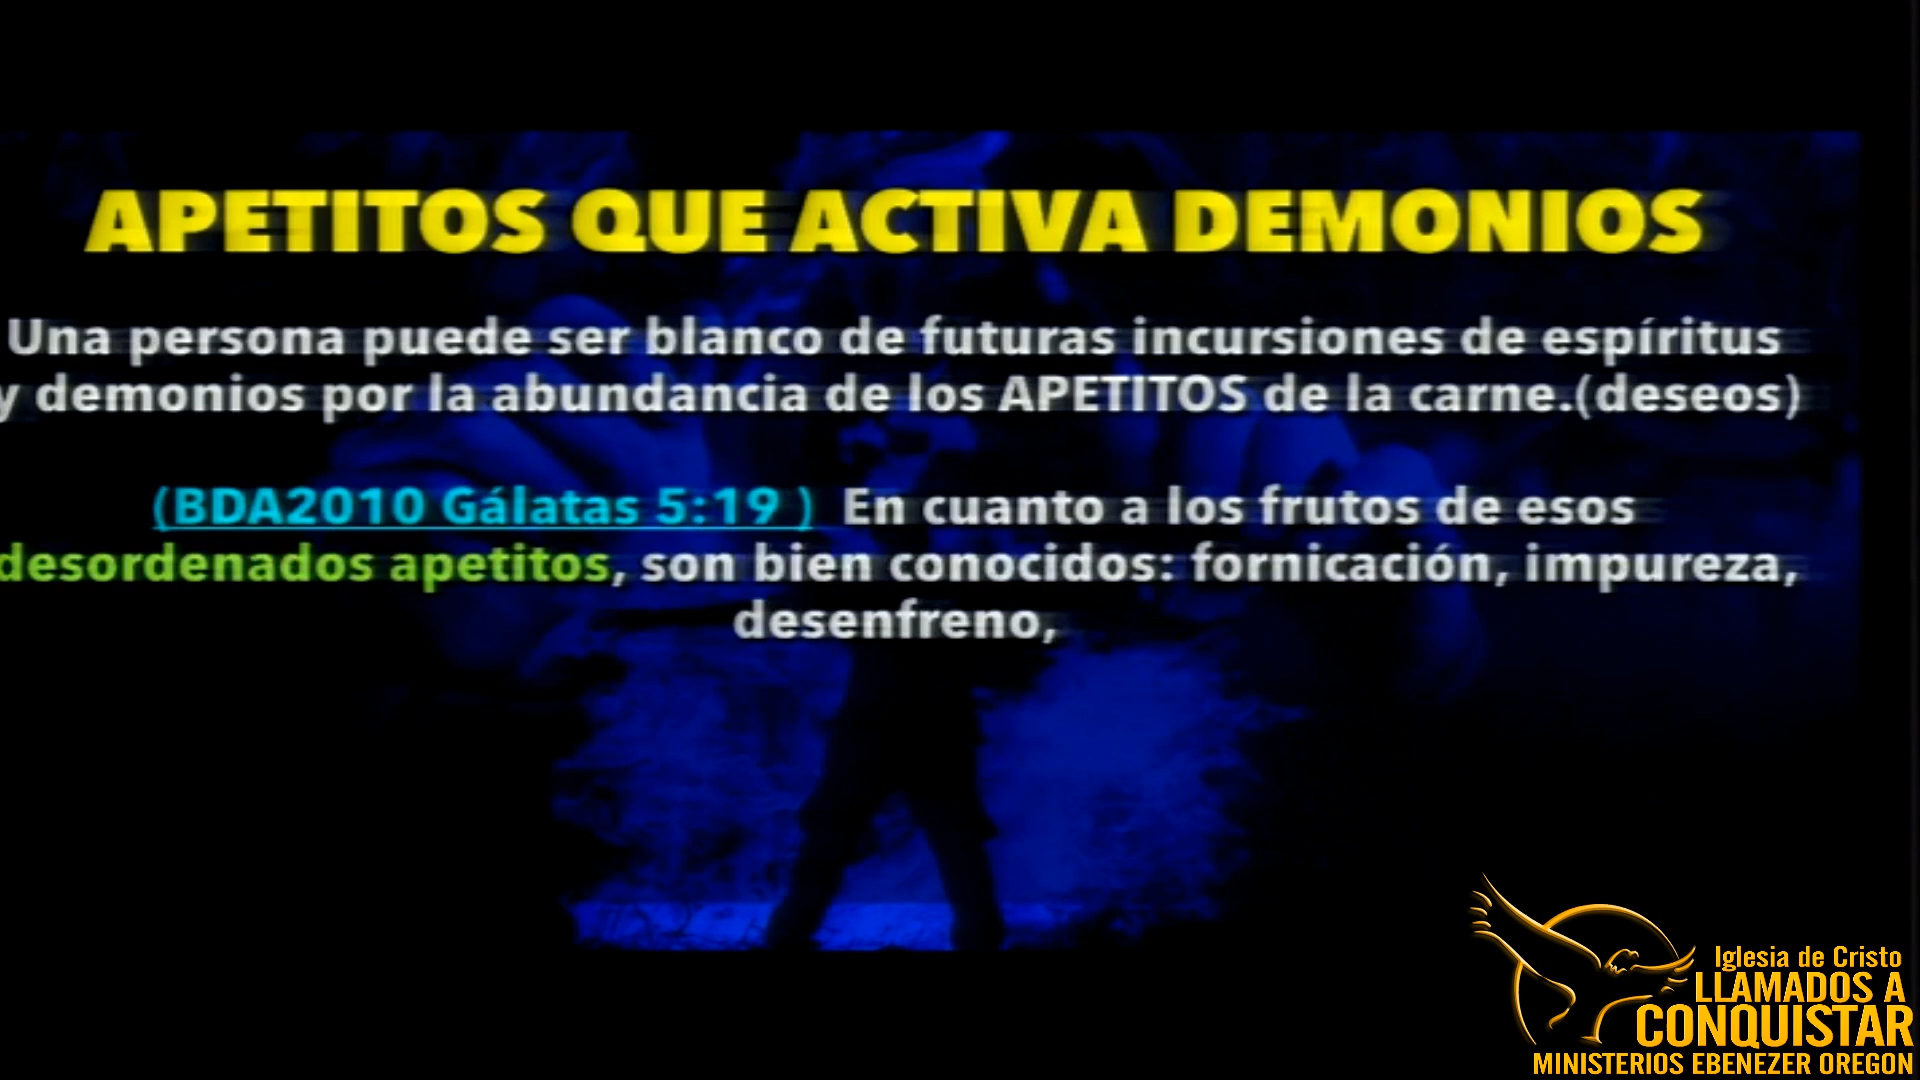 APETITOS QUE ACTIVA DEMONIOS
Una persona puede ser blanco de futuras incursiones de espíritus
y demonios por la abundancia de los APETITOS de la carne.(deseos)
(BDA2010 Gálatas 5:19 ) En cuanto a los frutos de esos
desordenados apetitos, son bien conocidos: fornicación, impureza,
desenfreno,
Iglesia de Cristo
LLAMADOS A
CONQUISTAR
MINISTERIOS EBENEZER OREGON